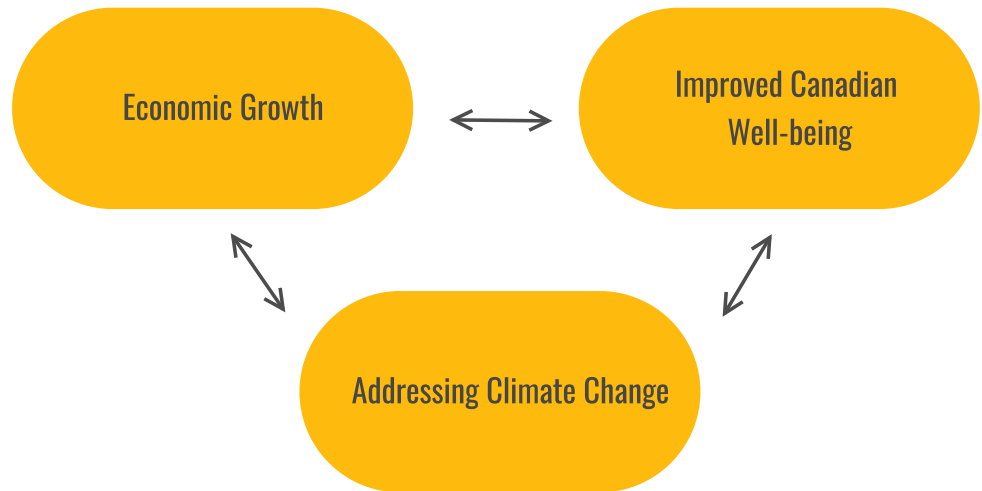 Economic Growth
Improved Canadian
Well-being
Addressing Climate Change